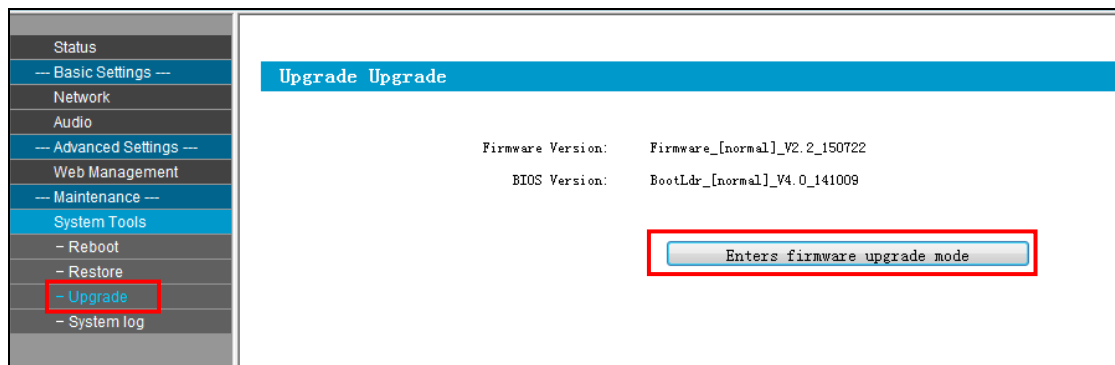 Status
--- Basic Settings ---
Network
Audio
--- Advanced Settings ---
Web Management
--- Maintenance ---
System Tools
- Reboot
- Restore
- Upgrade
- System log
Upgrade Upgrade
Firmware Version: Firmware_[normal]_V2.2_150722
BIOS Version: BootLdr_[normal]_V4.0_141009
Enters firmware upgrade mode